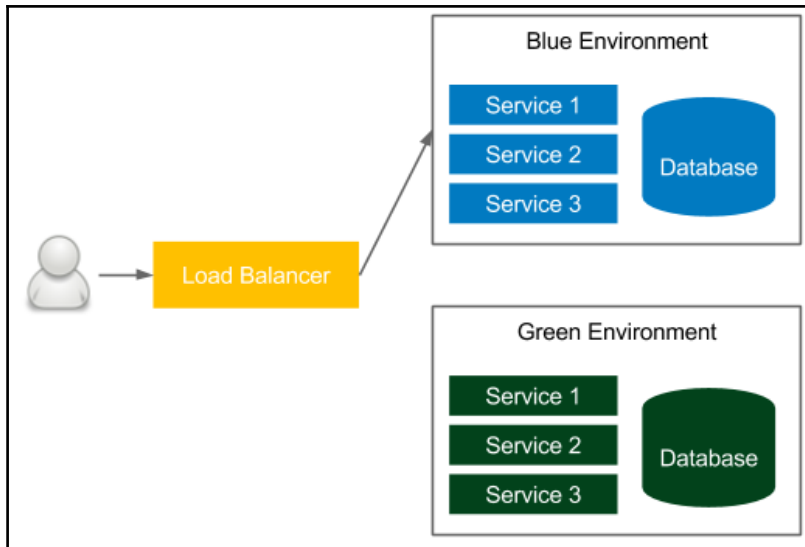 Blue Environment
Service 1
Service 2
Service 3
Database
Load Balancer
Green Environment
Service 1
Service 2
Service 3
Database